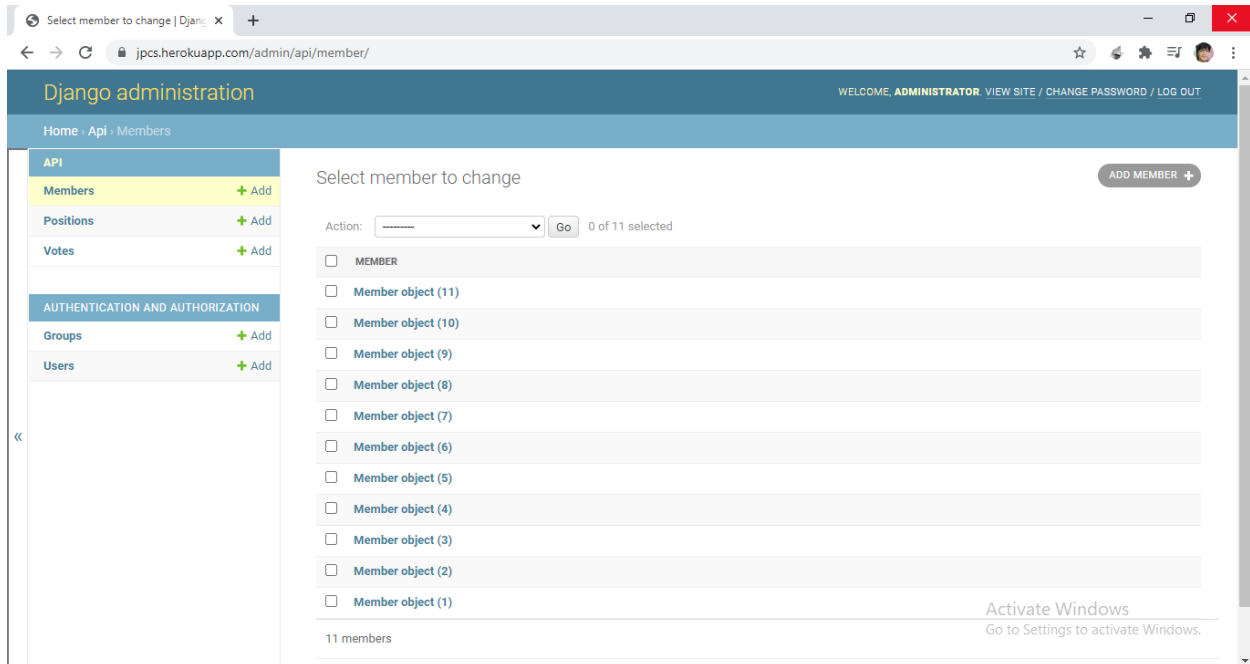 Select member to change | Djang
jpcs.herokuapp.com/admin/api/member/
Django administration
WELCOME, ADMINISTRATOR. VIEW SITE / CHANGE PASSWORD / LOG OUT
Home › Api › Members
API
Members + Add
Positions + Add
Votes + Add
AUTHENTICATION AND AUTHORIZATION
Groups + Add
Users + Add
«
Select member to change
ADD MEMBER +
Action: --------- Go 0 of 11 selected
MEMBER
Member object (11)
Member object (10)
Member object (9)
Member object (8)
Member object (7)
Member object (6)
Member object (5)
Member object (4)
Member object (3)
Member object (2)
Member object (1)
11 members
Activate Windows
Go to Settings to activate Windows.